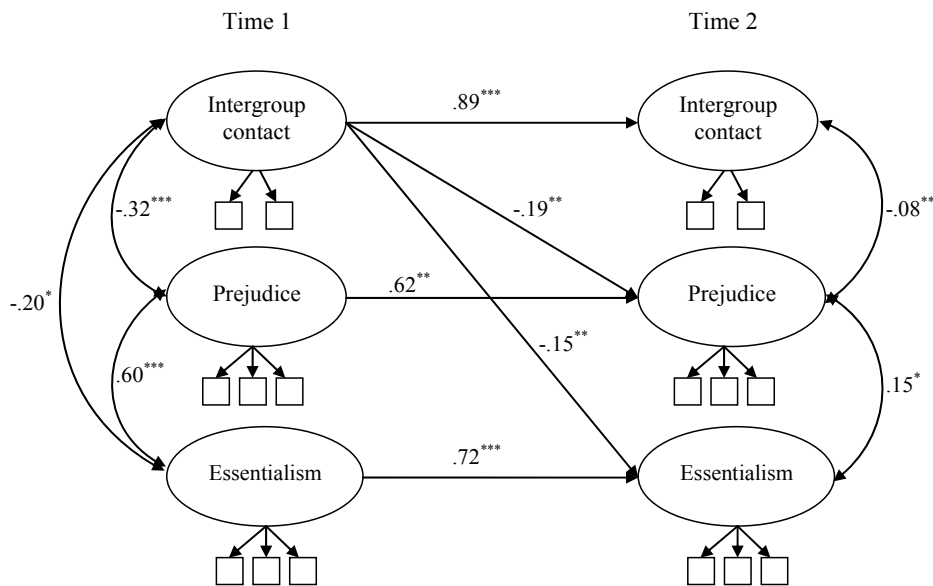 Time 1
Time 2
Intergroup
contact
.89***
Intergroup
contact
-.32***
-.19**
-.08**
-.20*
Prejudice
.62**
Prejudice
-.15**
.60***
.15*
Essentialism
.72***
Essentialism